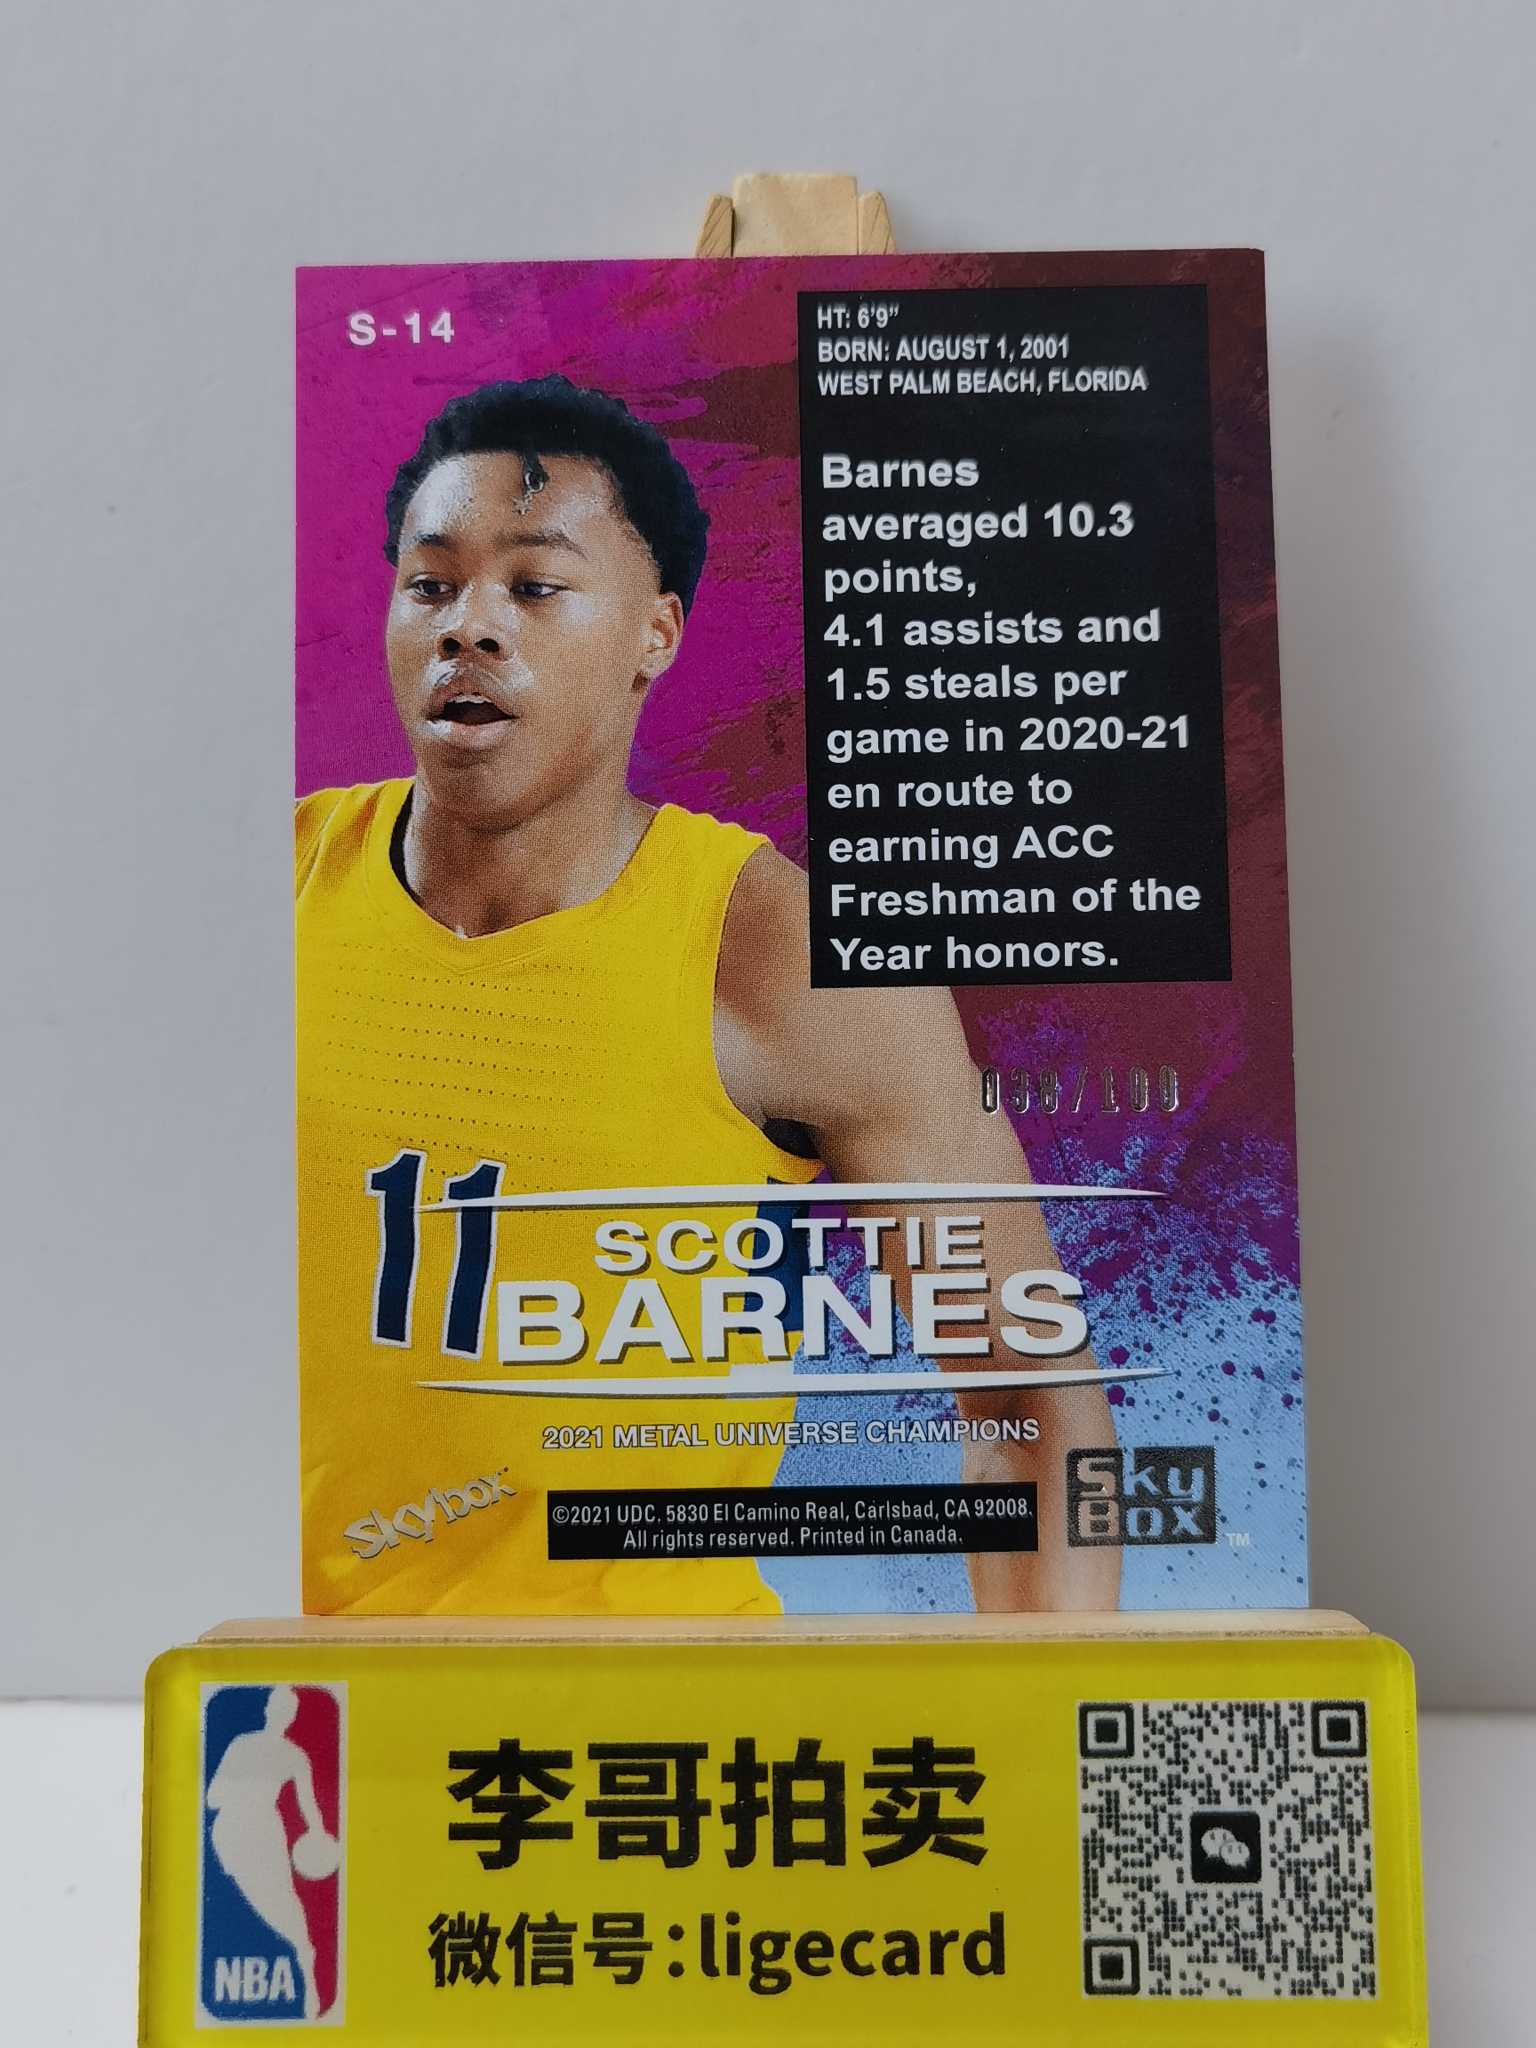 S-14
HT: 6'9"
BORN: AUGUST 1, 2001
WEST PALM BEACH, FLORIDA
Barnes
averaged 10.3
points,
4.1 assists and
1.5 steals per
game in 2020-21
en route to
earning ACC
Freshman of the
Year honors.
038/100
11
SCOTTIE
BARNES
2021 METAL UNIVERSE CHAMPIONS
skybox
©2021 UDC. 5830 El Camino Real, Carlsbad, CA 92008.
All rights reserved. Printed in Canada.
Sky
Box
TM
NBA
李哥拍卖
微信号:ligecard